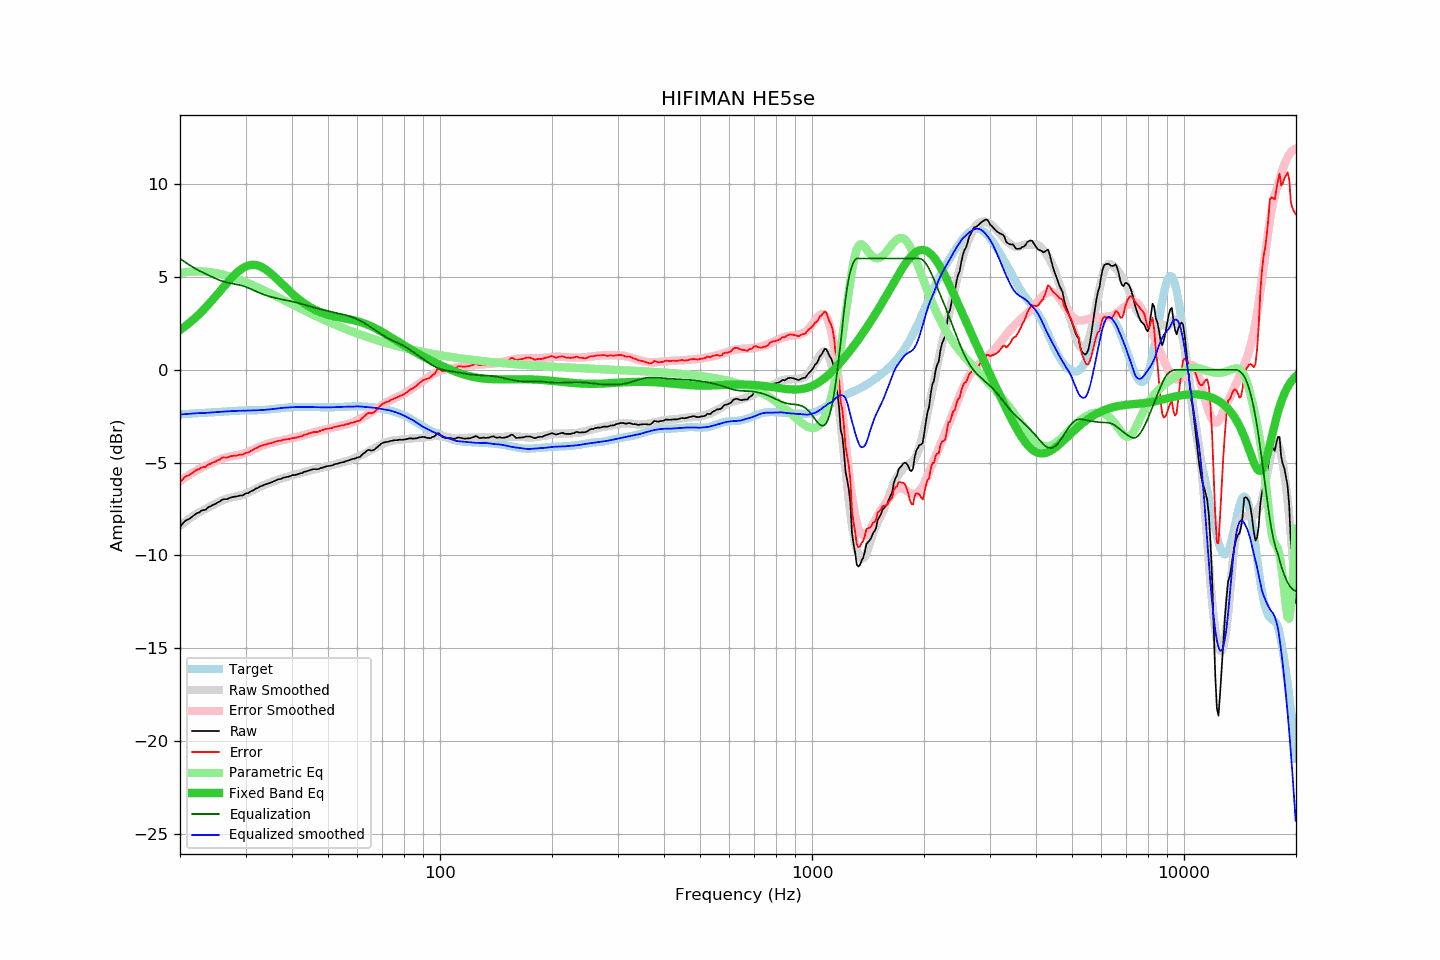 HIFIMAN HE5se
Amplitude (dBr)
10
5
0
−5
−10
−15
−20
−25
Target
Raw Smoothed
Error Smoothed
Raw
Error
Parametric Eq
Fixed Band Eq
Equalization
Equalized smoothed
100
1000
10000
Frequency (Hz)